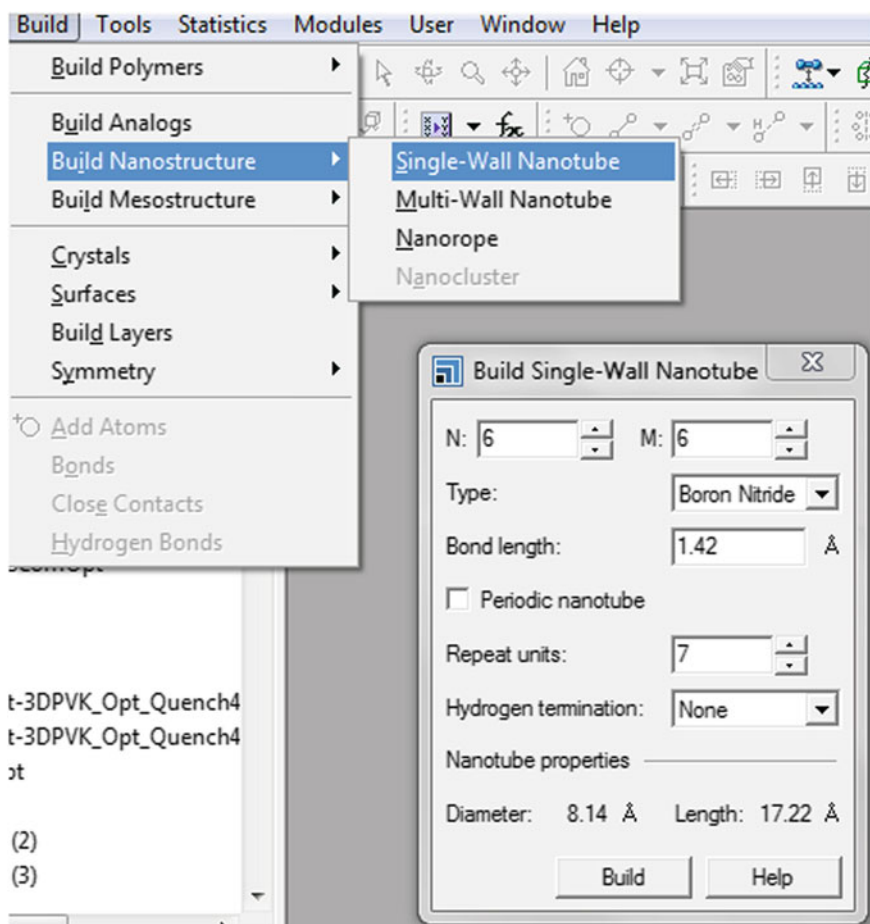 Build Tools Statistics Modules User Window Help
Build Polymers
Build Analogs
Build Nanostructure
Build Mesostructure
Crystals
Surfaces
Build Layers
Symmetry
Add Atoms
Bonds
Close Contacts
Hydrogen Bonds
Single-Wall Nanotube
Multi-Wall Nanotube
Nanorope
Nanocluster
Build Single-Wall Nanotube
N: 6 M: 6
Type: Boron Nitride
Bond length: 1.42 Å
Periodic nanotube
Repeat units: 7
Hydrogen termination: None
Nanotube properties
Diameter: 8.14 Å Length: 17.22 Å
Build Help
t-3DPVK_Opt_Quench4
t-3DPVK_Opt_Quench4
pt
(2)
(3)